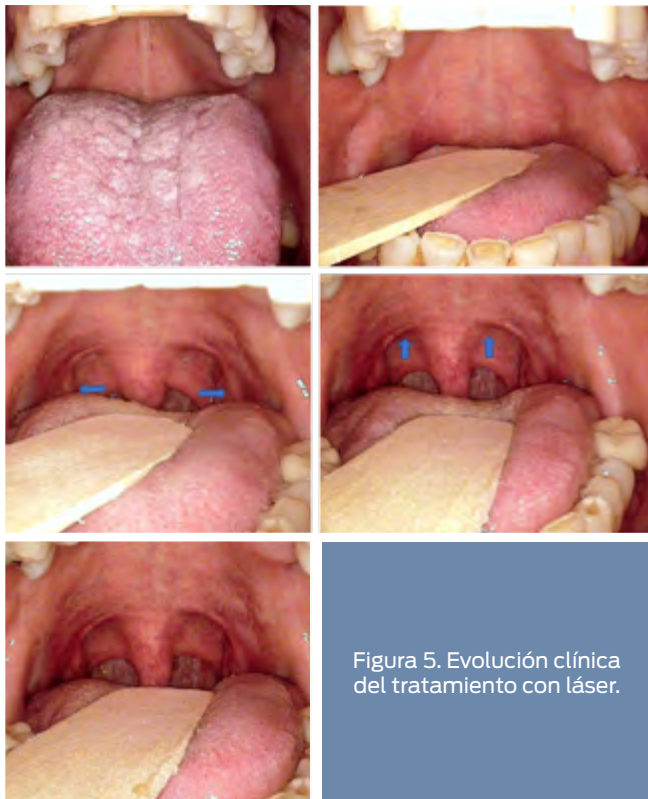 Figura 5. Evolución clínica
del tratamiento con láser.